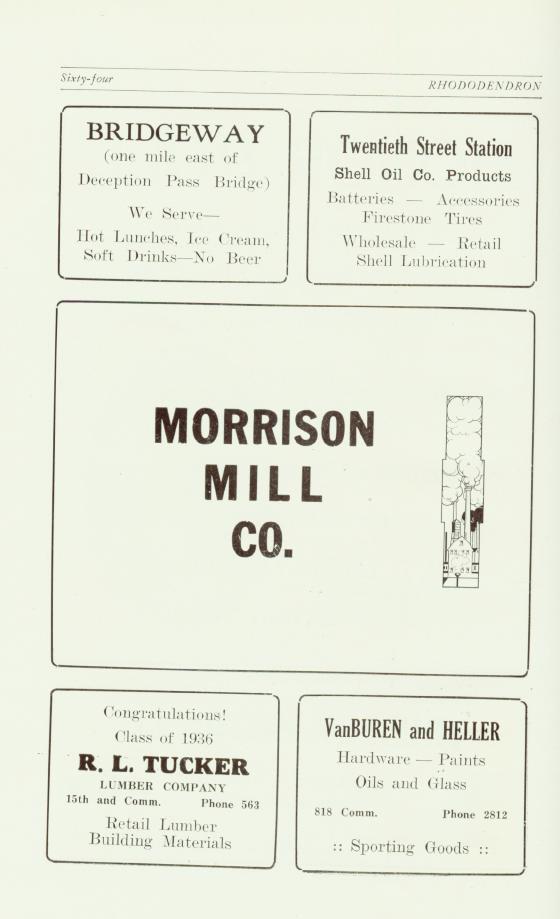 Sixty-four
RHODODENDRON
BRIDGEWAY
(one mile east of
Deception Pass Bridge)
We Serve—
Hot Lunches, Ice Cream,
Soft Drinks—No Beer
Twentieth Street Station
Shell Oil Co. Products
Batteries — Accessories
Firestone Tires
Wholesale — Retail
Shell Lubrication
MORRISON
MILL
CO.
Congratulations!
Class of 1936
R. L. TUCKER
LUMBER COMPANY
15th and Comm. Phone 563
Retail Lumber
Building Materials
VanBUREN and HELLER
Hardware — Paints
Oils and Glass
818 Comm. Phone 2812
:: Sporting Goods ::